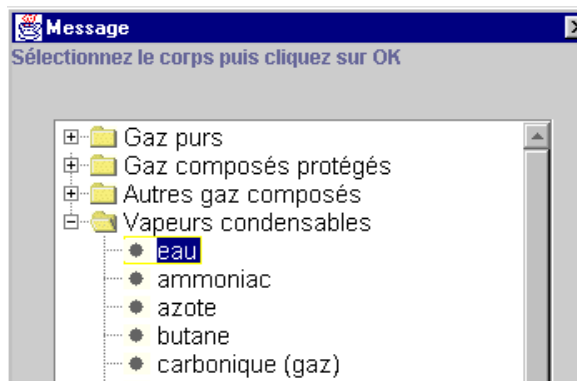 Message
Sélectionnez le corps puis cliquez sur OK
Gaz purs
Gaz composés protégés
Autres gaz composés
Vapeurs condensables
eau
ammoniac
azote
butane
carbonique (gaz)